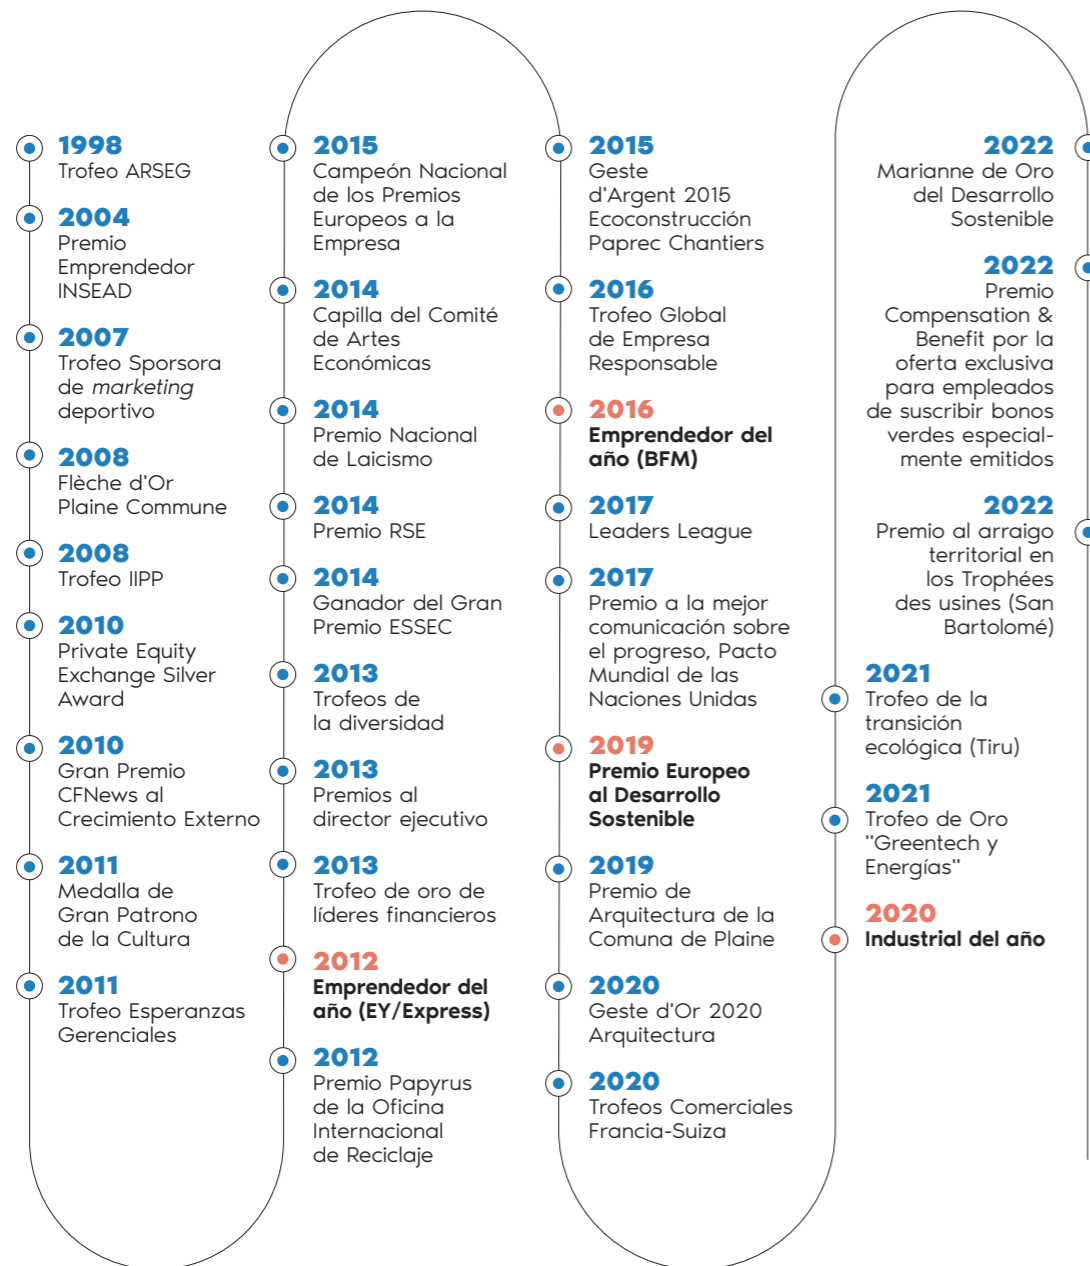 1998
Trofeo ARSEG
2004
Premio
Emprendedor
INSEAD
2007
Trofeo Sporsora
de marketing
deportivo
2008
Flèche d'Or
Plaine Commune
2008
Trofeo IIPP
2010
Private Equity
Exchange Silver
Award
2010
Gran Premio
CFNews al
Crecimiento Externo
2011
Medalla de
Gran Patrono
de la Cultura
2011
Trofeo Esperanzas
Gerenciales
2015
Campeón Nacional
de los Premios
Europeos a la
Empresa
2014
Capilla del Comité
de Artes
Económicas
2014
Premio Nacional
de Laicismo
2014
Premio RSE
2014
Ganador del Gran
Premio ESSEC
2013
Trofeos de
la diversidad
2013
Premios al
director ejecutivo
2013
Trofeo de oro de
líderes financieros
2012
Emprendedor del
año (EY/Express)
2012
Premio Papyrus
de la Oficina
Internacional
de Reciclaje
2015
Geste
d'Argent 2015
Ecoconstrucción
Paprec Chantiers
2016
Trofeo Global
de Empresa
Responsable
2016
Emprendedor del
año (BFM)
2017
Leaders League
2017
Premio a la mejor
comunicación sobre
el progreso, Pacto
Mundial de las
Naciones Unidas
2019
Premio Europeo
al Desarrollo
Sostenible
2019
Premio de
Arquitectura de la
Comuna de Plaine
2020
Geste d'Or 2020
Arquitectura
2020
Trofeos Comerciales
Francia-Suiza
2022
Marianne de Oro
del Desarrollo
Sostenible
2022
Premio
Compensation &
Benefit por la
oferta exclusiva
para empleados
de suscribir bonos
verdes especial-
mente emitidos
2022
Premio al arraigo
territorial en
los Trophées
des usines (San
Bartolomé)
2021
Trofeo de la
transición
ecológica (Tiru)
2021
Trofeo de Oro
"Greentech y
Energías"
2020
Industrial del año